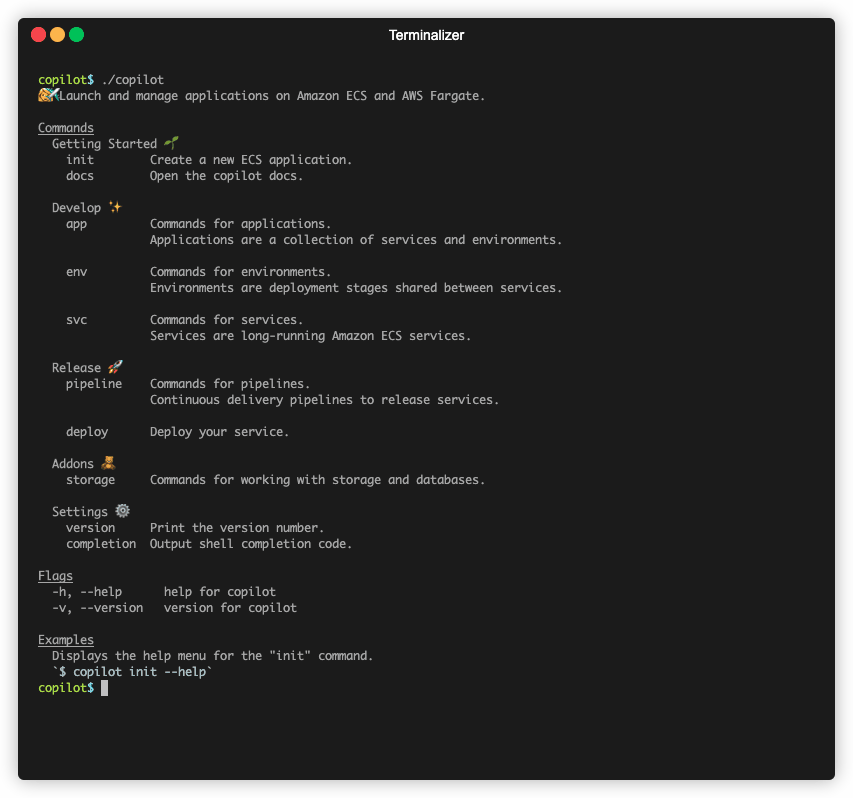 Terminalizer
copilot$ ./copilot
👩‍✈️Launch and manage applications on Amazon ECS and AWS Fargate.
Commands
Getting Started 🌱
init Create a new ECS application.
docs Open the copilot docs.
Develop ✨
app Commands for applications.
Applications are a collection of services and environments.
env Commands for environments.
Environments are deployment stages shared between services.
svc Commands for services.
Services are long-running Amazon ECS services.
Release 🚀
pipeline Commands for pipelines.
Continuous delivery pipelines to release services.
deploy Deploy your service.
Addons 🧸
storage Commands for working with storage and databases.
Settings ⚙️
version Print the version number.
completion Output shell completion code.
Flags
-h, --help help for copilot
-v, --version version for copilot
Examples
Displays the help menu for the "init" command.
`$ copilot init --help`
copilot$